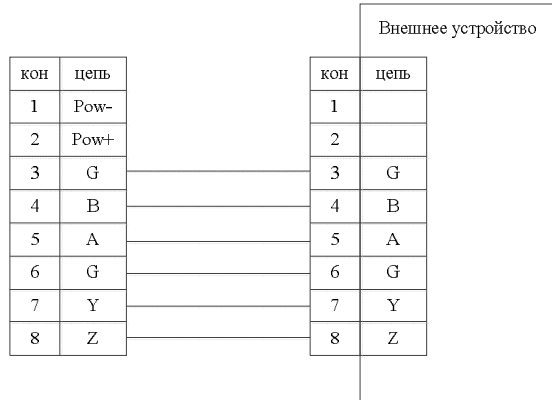 Внешнее устройство
кон цепь кон цепь
1 Pow- 1
2 Pow+ 2
3 G 3 G
4 B 4 B
5 A 5 A
6 G 6 G
7 Y 7 Y
8 Z 8 Z